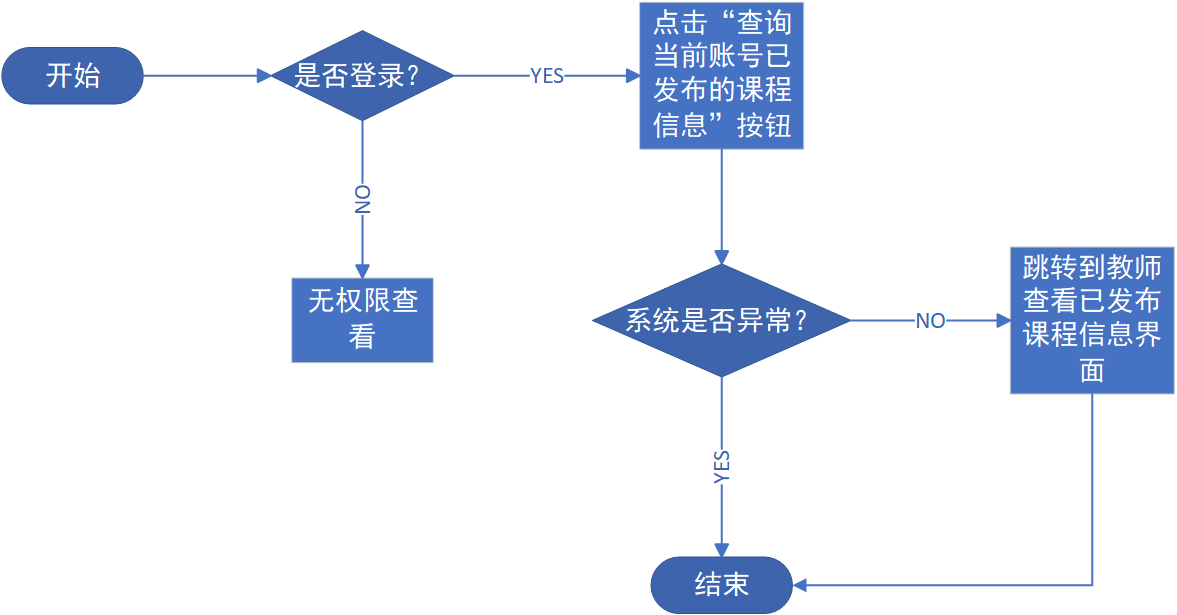 开始
是否登录？
YES
点击“查询
当前账号已
发布的课程
信息”按钮
NO
无权限查
看
系统是否异常？
NO
跳转到教师
查看已发布
课程信息界
面
YES
结束